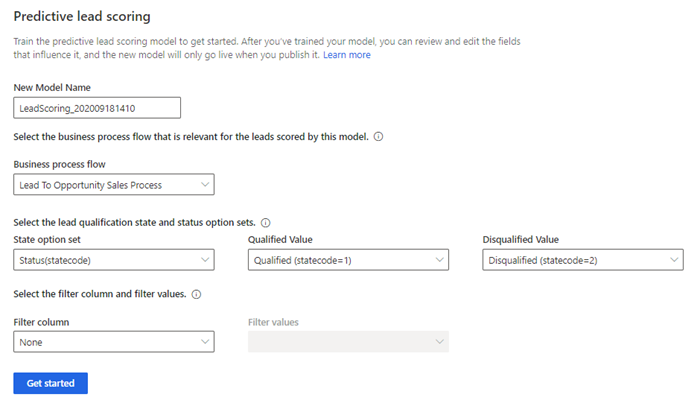 Predictive lead scoring
Train the predictive lead scoring model to get started. After you've trained your model, you can review and edit the fields
that influence it, and the new model will only go live when you publish it. Learn more
New Model Name
LeadScoring_202009181410
Select the business process flow that is relevant for the leads scored by this model.
Business process flow
Lead To Opportunity Sales Process
Select the lead qualification state and status option sets.
State option set Qualified Value Disqualified Value
Status(statecode) Qualified (statecode=1) Disqualified (statecode=2)
Select the filter column and filter values.
Filter column Filter values
None
Get started